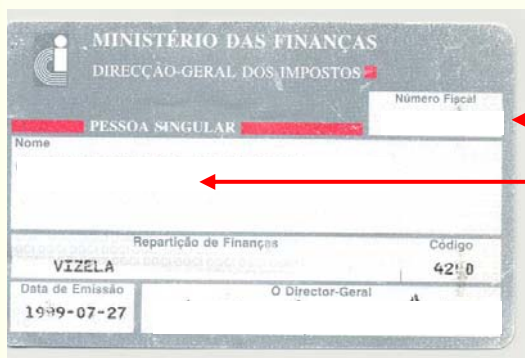 MINISTÉRIO DAS FINANÇAS
DIRECÇÃO-GERAL DOS IMPOSTOS
Número Fiscal
PESSOA SINGULAR
Nome
Repartição de Finanças
Código
VIZELA
Data de Emissão
O Director-Geral
1999-07-27